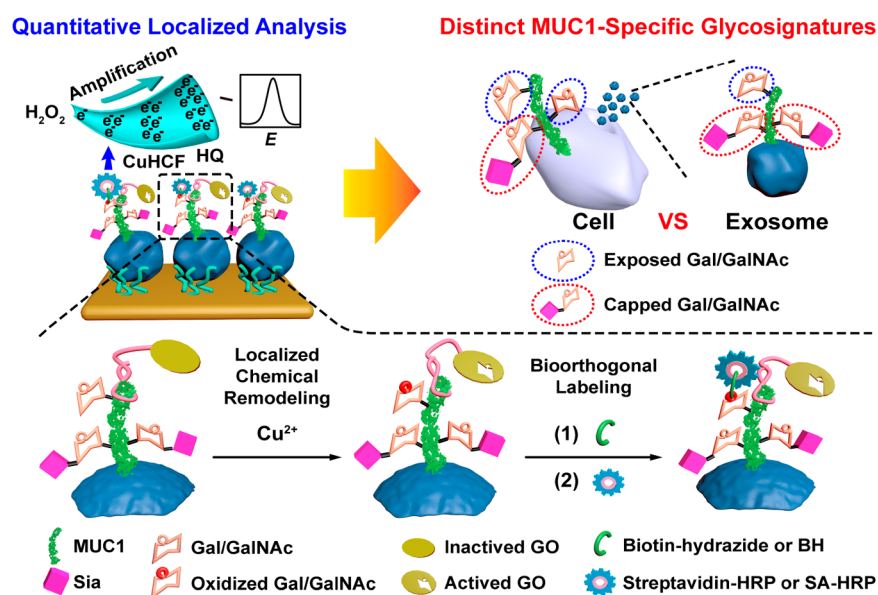 Quantitative Localized Analysis
Distinct MUC1-Specific Glycosignatures
Amplification
H₂O₂
e⁻ e⁻ e⁻ e⁻ e⁻ e⁻ e⁻ e⁻ e⁻ e⁻ e⁻ e⁻ e⁻ e⁻ e⁻ e⁻ e⁻ e⁻
E
CuHCF
HQ
Cell
VS
Exosome
Exposed Gal/GalNAc
Capped Gal/GalNAc
Localized
Chemical
Remodeling
Cu²⁺
Bioorthogonal
Labeling
(1)
(2)
MUC1
Gal/GalNAc
Inactived GO
Biotin-hydrazide or BH
Sia
Oxidized Gal/GalNAc
Actived GO
Streptavidin-HRP or SA-HRP